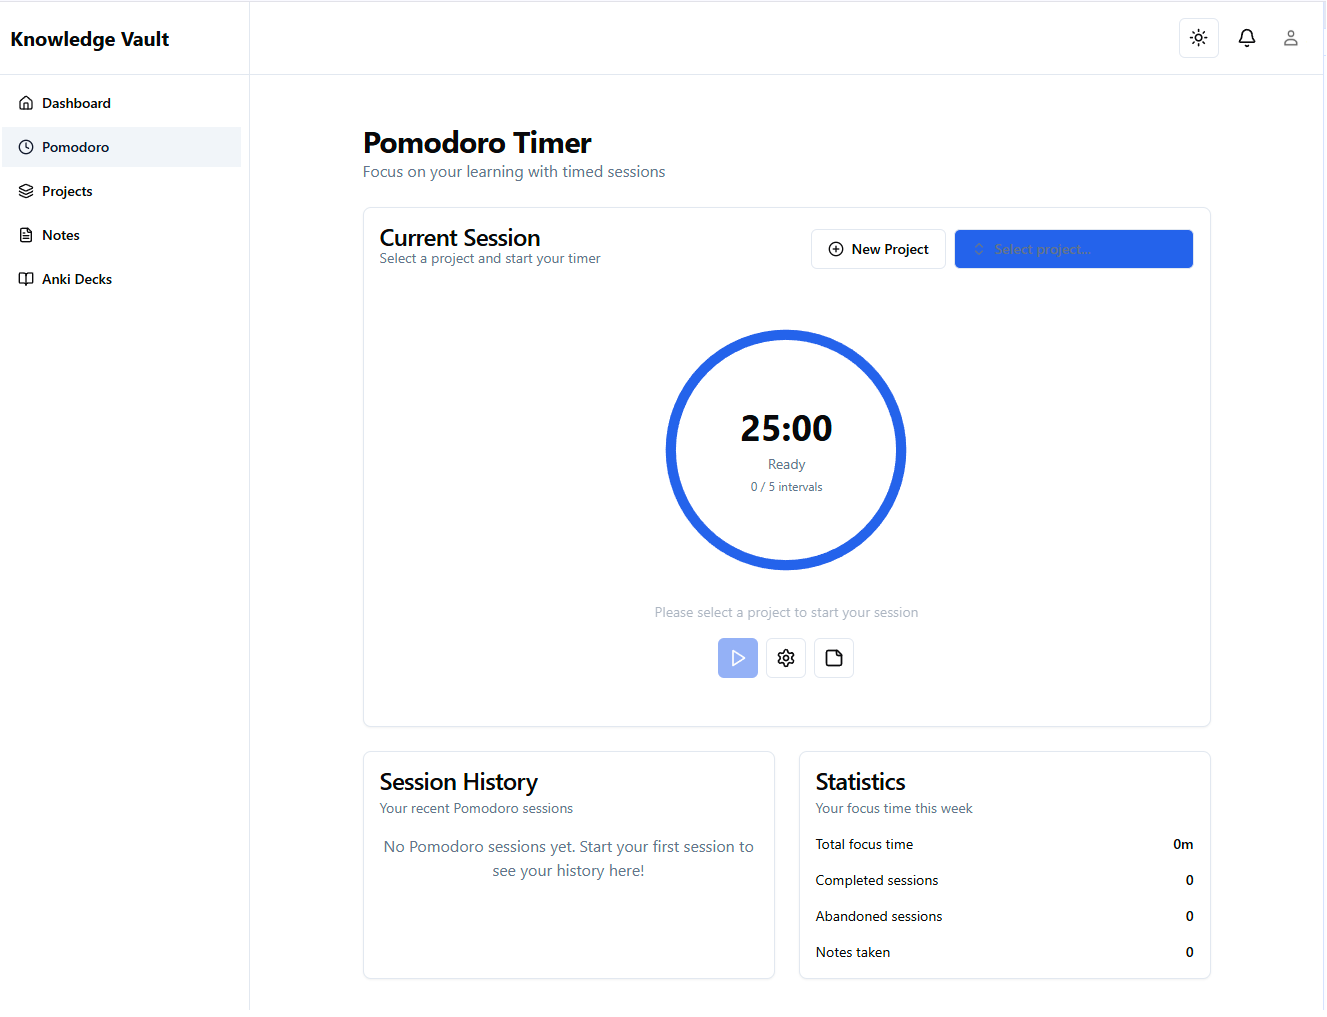 Knowledge Vault
Dashboard
Pomodoro
Projects
Notes
Anki Decks
Pomodoro Timer
Focus on your learning with timed sessions
Current Session
Select a project and start your timer
New Project
Select project...
25:00
Ready
0 / 5 intervals
Please select a project to start your session
Session History
Your recent Pomodoro sessions
No Pomodoro sessions yet. Start your first session to
see your history here!
Statistics
Your focus time this week
Total focus time 0m
Completed sessions 0
Abandoned sessions 0
Notes taken 0